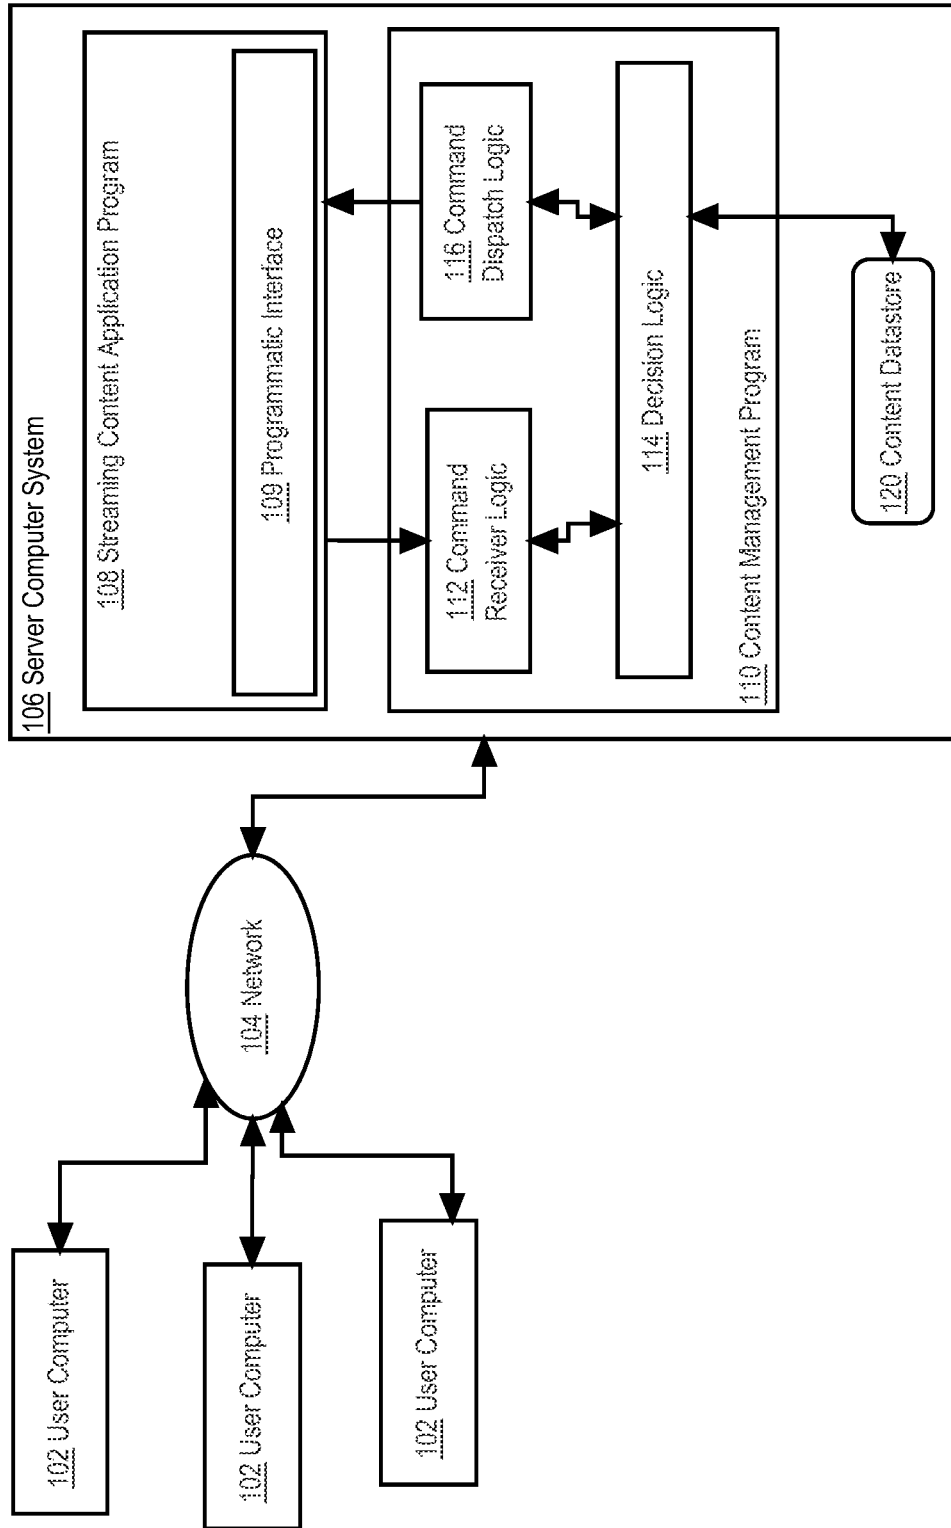 102 User Computer
102 User Computer
102 User Computer
104 Network
106 Server Computer System
108 Streaming Content Application Program
109 Programmatic Interface
112 Command
Receiver Logic
116 Command
Dispatch Logic
114 Decision Logic
110 Content Management Program
120 Content Datastore